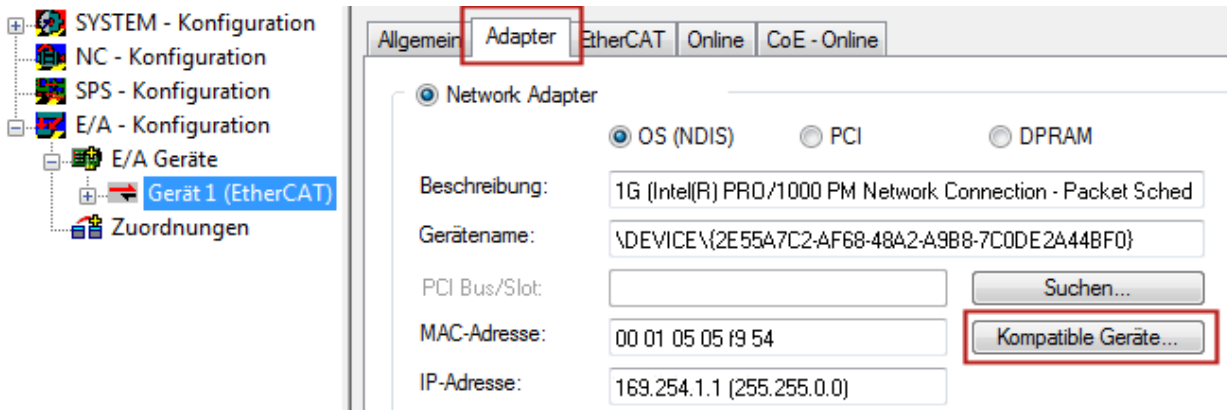 SYSTEM - Konfiguration
NC - Konfiguration
SPS - Konfiguration
E/A - Konfiguration
E/A Geräte
Gerät 1 (EtherCAT)
Zuordnungen
Allgemein Adapter EtherCAT Online CoE - Online
Network Adapter
OS (NDIS) PCI DPRAM
Beschreibung: 1G (Intel(R) PRO/1000 PM Network Connection - Packet Sched
Gerätename: \DEVICE\{2E55A7C2-AF68-48A2-A9B8-7C0DE2A44BF0}
PCI Bus/Slot: Suchen...
MAC-Adresse: 00 01 05 05 f9 54 Kompatible Geräte...
IP-Adresse: 169.254.1.1 (255.255.0.0)